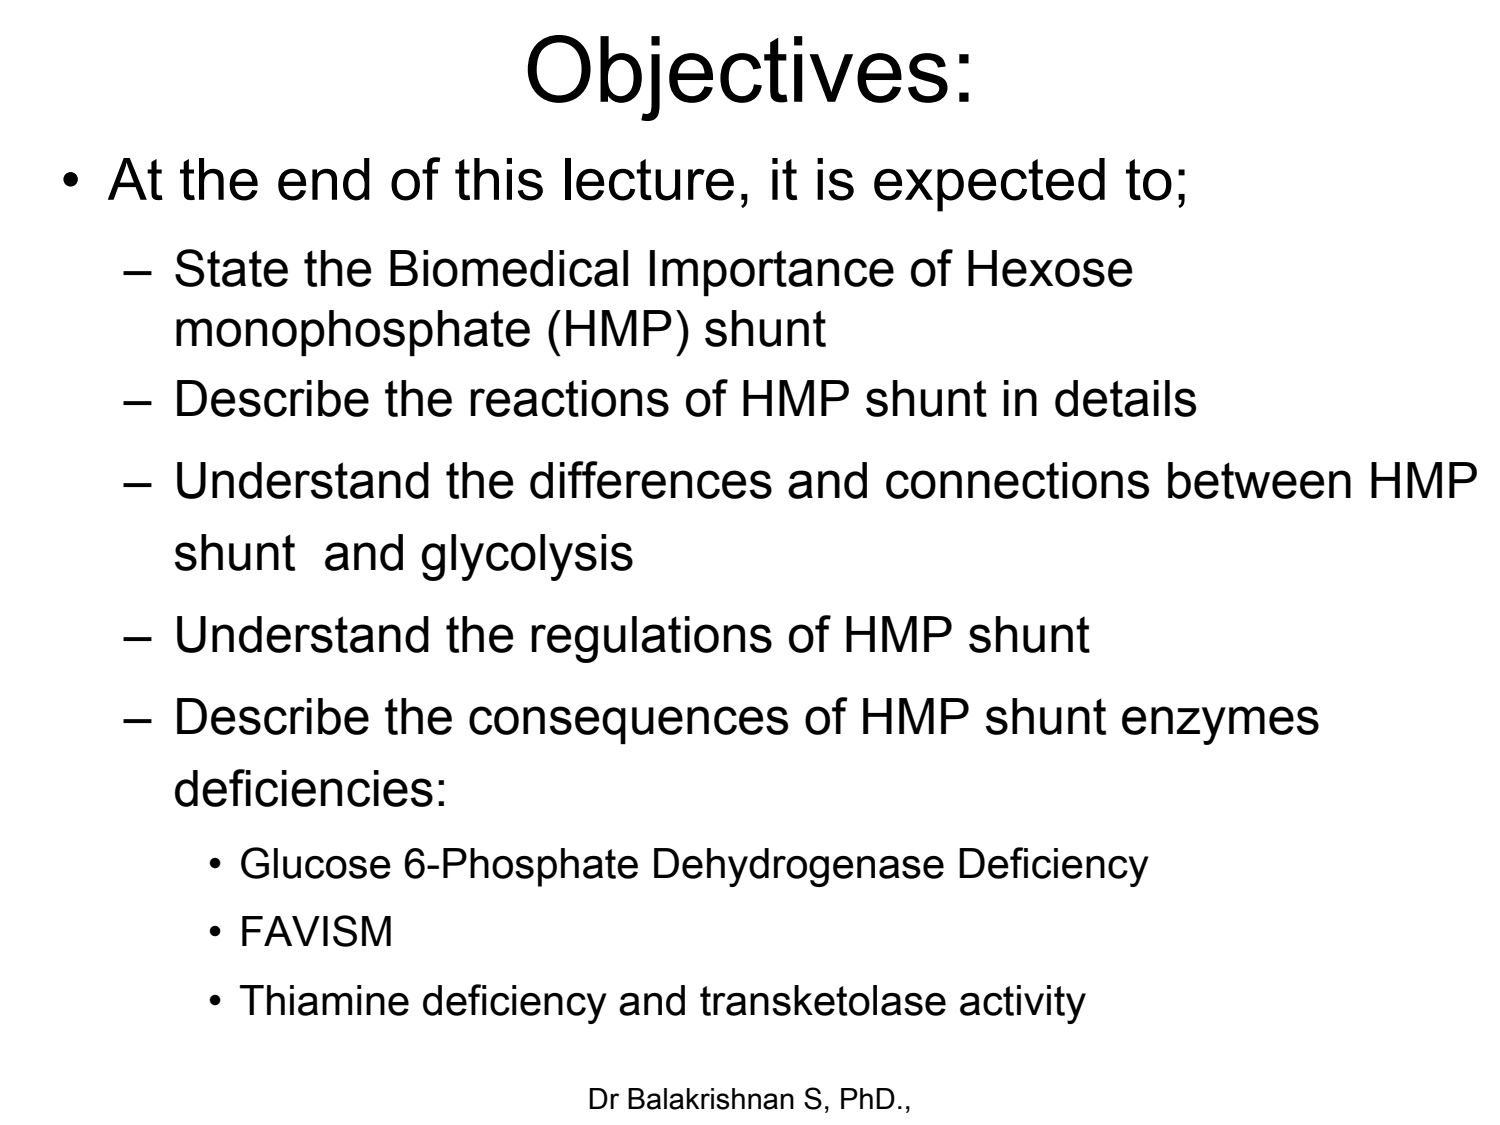 Objectives:
• At the end of this lecture, it is expected to;
– State the Biomedical Importance of Hexose
monophosphate (HMP) shunt
– Describe the reactions of HMP shunt in details
– Understand the differences and connections between HMP
shunt  and glycolysis
– Understand the regulations of HMP shunt
– Describe the consequences of HMP shunt enzymes
deficiencies:
• Glucose 6-Phosphate Dehydrogenase Deficiency
• FAVISM
• Thiamine deficiency and transketolase activity
Dr Balakrishnan S, PhD.,